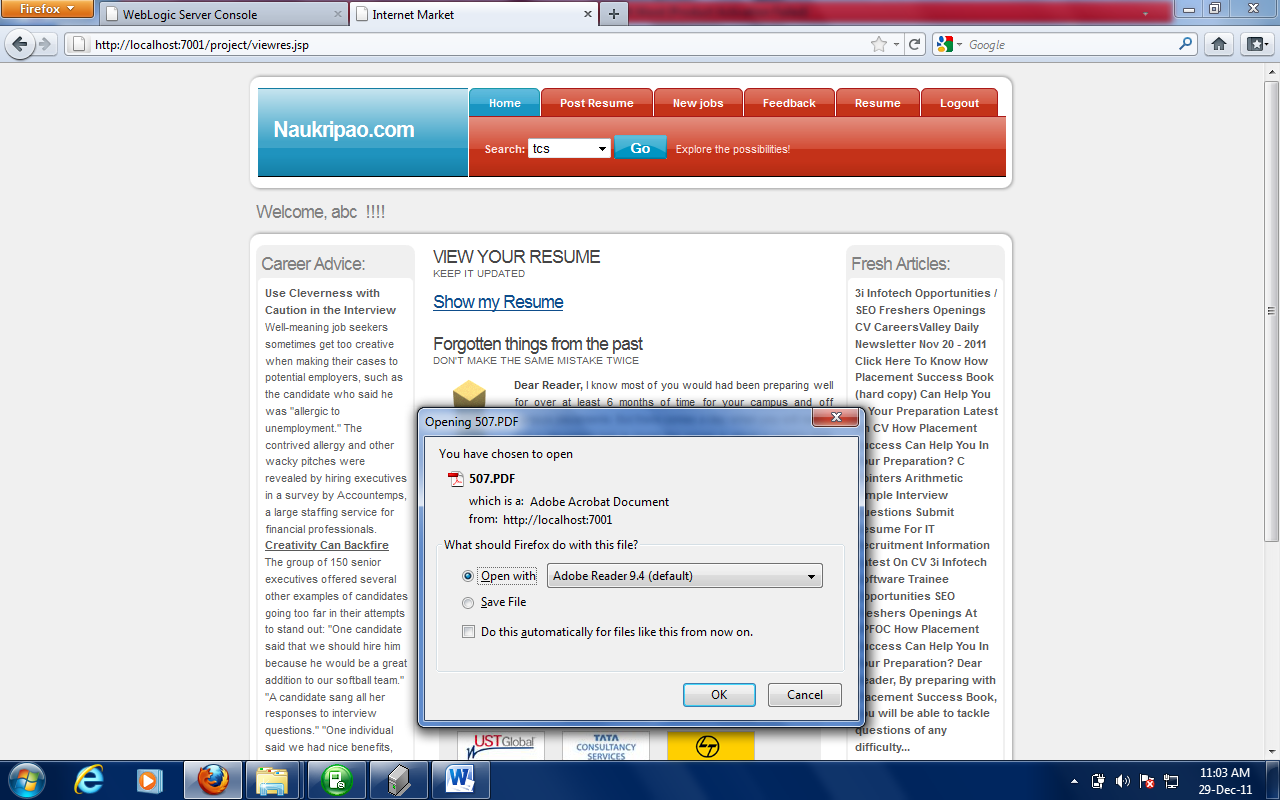 Firefox
WebLogic Server Console
Internet Market
http://localhost:7001/project/viewres.jsp
Google
Naukripao.com
Home
Post Resume
New jobs
Feedback
Resume
Logout
Search: tcs Go Explore the possibilities!
Welcome, abc !!!!
Career Advice:
Use Cleverness with
Caution in the Interview
Well-meaning job seekers
sometimes get too creative
when making their cases to
potential employers, such as
the candidate who said he
was "allergic to
unemployment." The
contrived allergy and other
wacky pitches were
revealed by hiring executives
in a survey by Accountemps,
a large staffing service for
financial professionals.
Creativity Can Backfire
The group of 150 senior
executives offered several
other examples of candidates
going too far in their attempts
to stand out: "One candidate
said that we should hire him
because he would be a great
addition to our softball team."
"A candidate sang all her
responses to interview
questions." "One individual
said we had nice benefits,
VIEW YOUR RESUME
KEEP IT UPDATED
Show my Resume
Forgotten things from the past
DON'T MAKE THE SAME MISTAKE TWICE
Dear Reader, I know most of you would had been preparing well
for over at least 6 months of time for your campus and off
Opening 507.PDF
You have chosen to open
507.PDF
which is a: Adobe Acrobat Document
from: http://localhost:7001
What should Firefox do with this file?
Open with
Adobe Reader 9.4 (default)
Save File
Do this automatically for files like this from now on.
OK
Cancel
UST Global
TATA
CONSULTANCY
SERVICES
Fresh Articles:
3i Infotech Opportunities /
SEO Freshers Openings
CV CareersValley Daily
Newsletter Nov 20 - 2011
Click Here To Know How
Placement Success Book
(hard copy) Can Help You
Your Preparation Latest
CV How Placement
Success Can Help You In
Your Preparation? C
Pointers Arithmetic
Simple Interview
Questions Submit
Resume For IT
Recruitment Information
Latest On CV 3i Infotech
Software Trainee
Opportunities SEO
Freshers Openings At
How Placement
Success Can Help You In
Your Preparation? Dear
Reader, By preparing with
Placement Success Book,
you will be able to tackle
questions of any
difficulty...
11:03 AM
29-Dec-11